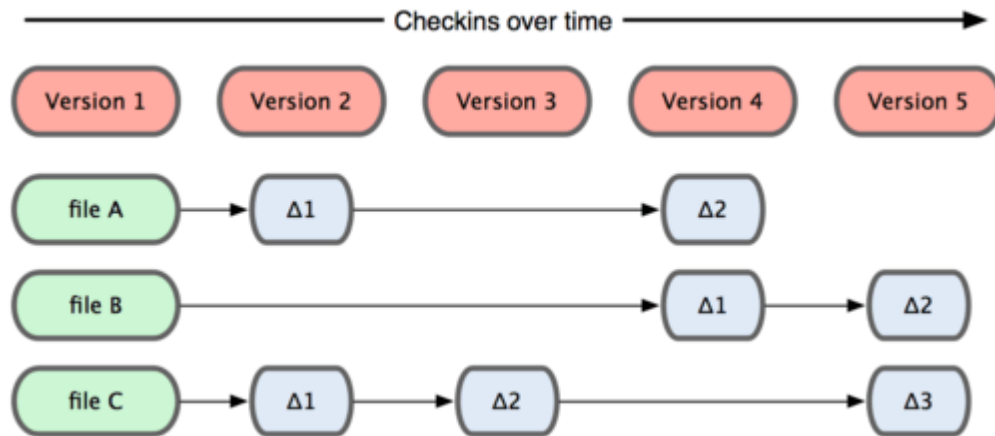 Checkins over time
Version 1 Version 2 Version 3 Version 4 Version 5
file A Δ1 Δ2
file B Δ1 Δ2
file C Δ1 Δ2 Δ3